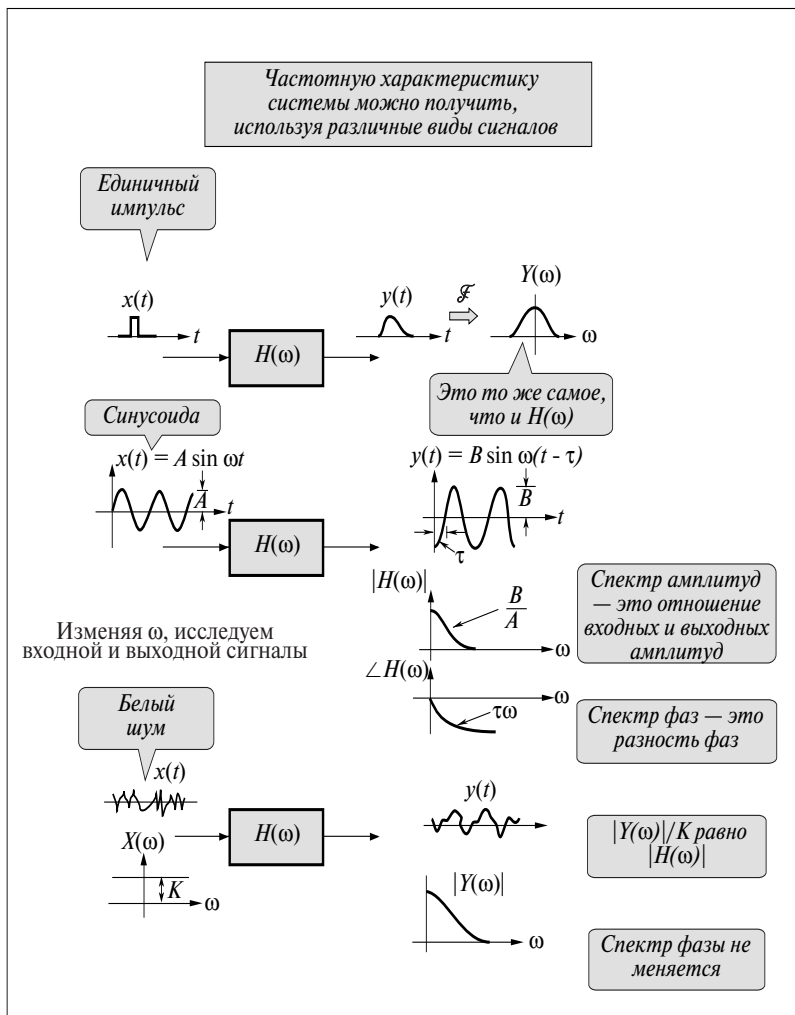 Частотную характеристику
системы можно получить,
используя различные виды сигналов
Единичный
импульс
x(t)
t
H(ω)
y(t)
t
ℱ
Y(ω)
ω
Это то же самое,
что и H(ω)
Синусоида
x(t) = A sin ωt
A
t
H(ω)
y(t) = B sin ω(t - τ)
B
t
τ
|H(ω)|
B
A
ω
Спектр амплитуд
— это отношение
входных и выходных
амплитуд
Изменяя ω, исследуем
входной и выходной сигналы
∠H(ω)
ω
τω
Спектр фаз — это
разность фаз
Белый
шум
x(t)
H(ω)
y(t)
X(ω)
K
ω
|Y(ω)|/K равно
|H(ω)|
|Y(ω)|
ω
Спектр фазы не
меняется